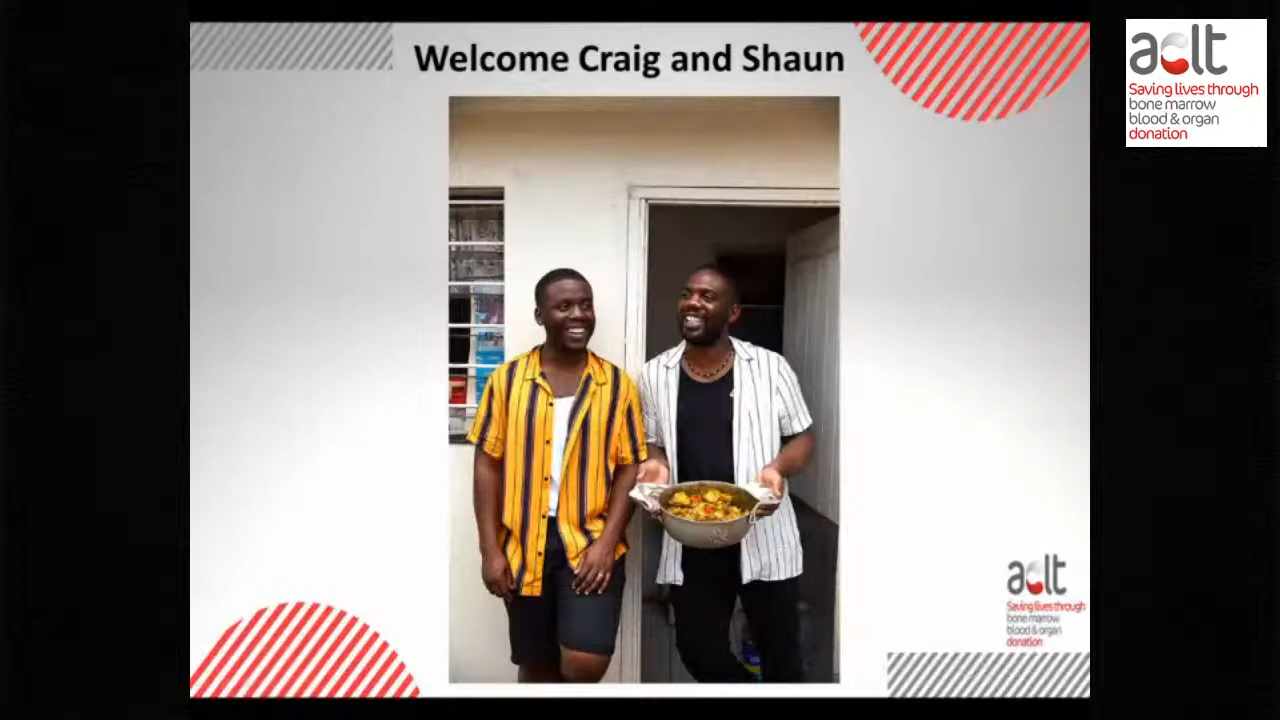 Welcome Craig and Shaun
aclt
Saving lives through
bone marrow
blood & organ
donation
aclt
Saving lives through
bone marrow
blood & organ
donation